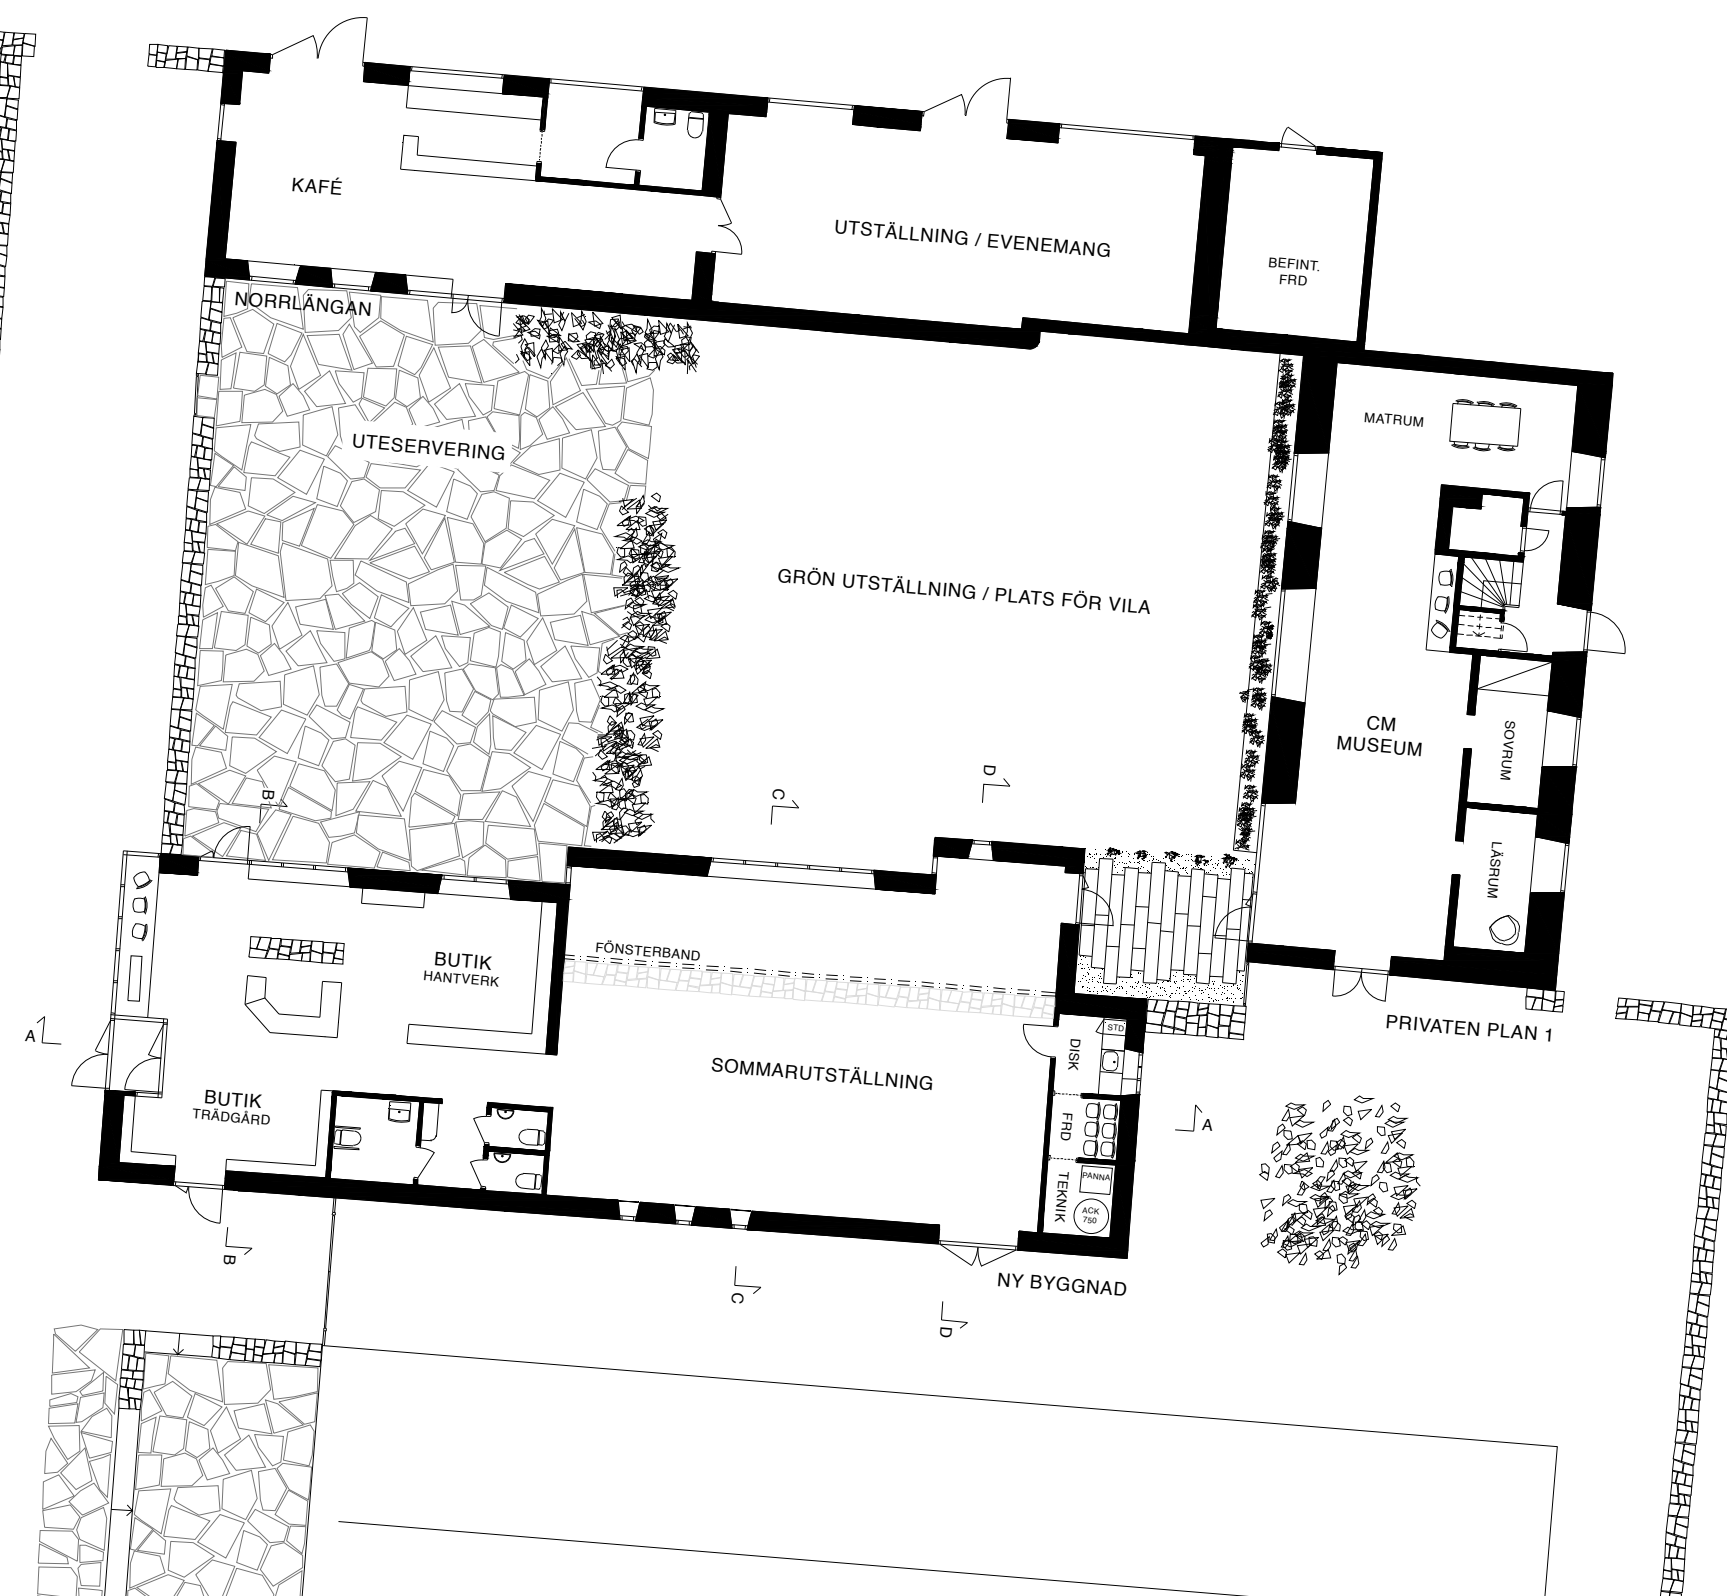 KAFÉ
UTSTÄLLNING / EVENEMANG
BEFINT.
FRD
NORRLÄNGAN
MATRUM
UTESERVERING
GRÖN UTSTÄLLNING / PLATS FÖR VILA
CM
MUSEUM
SOVRUM
LÄSRUM
B
C
D
FÖNSTERBAND
BUTIK
HANTVERK
PRIVATEN PLAN 1
A
STD
DISK
SOMMARUTSTÄLLNING
BUTIK
TRÄDGÅRD
FRD
A
TEKNIK
PANNA
ACK
750
B
NY BYGGNAD
C
D